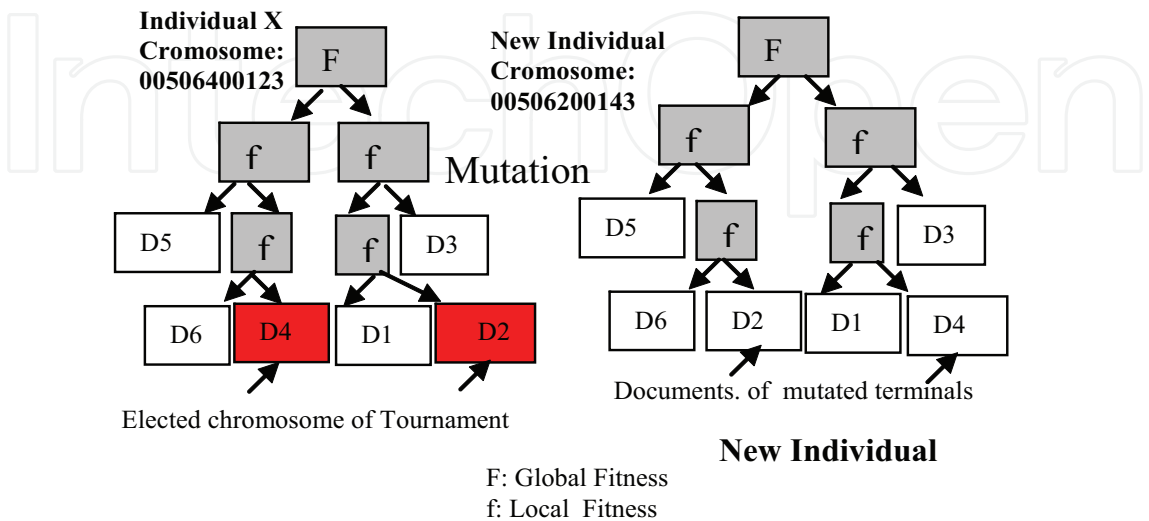 IntechOpen
Individual X
Cromosome:
00506400123
F
f f
D5 f f D3
D6 D4 D1 D2
Elected chromosome of Tournament
Mutation
New Individual
Cromosome:
00506200143
F
f f
D5 f f D3
D6 D2 D1 D4
Documents. of mutated terminals
New Individual
F: Global Fitness
f: Local Fitness